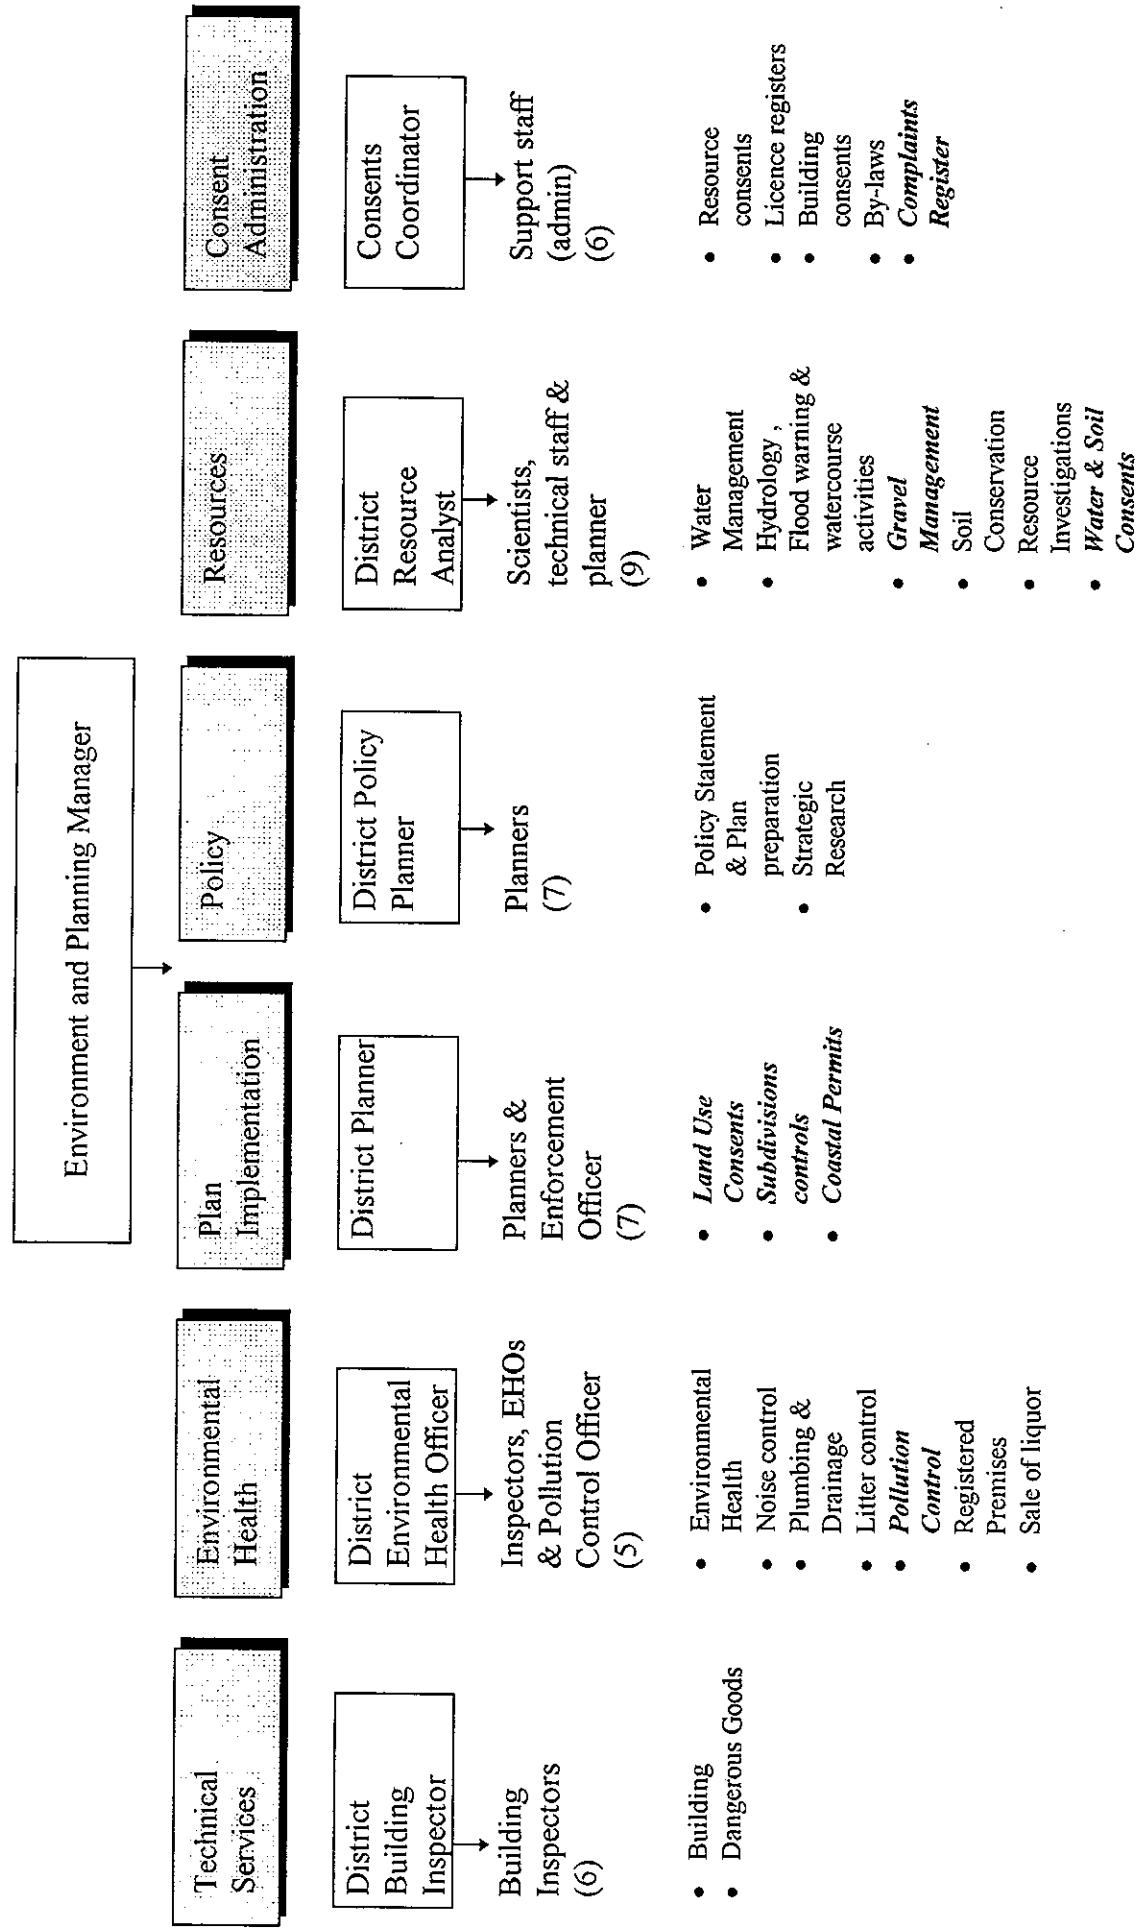 Environment and Planning Manager
Technical
Services
District
Building
Inspector
Building
Inspectors
(6)
• Building
• Dangerous Goods
Environmental
Health
District
Environmental
Health Officer
Inspectors, EHOs
& Pollution
Control Officer
(5)
• Environmental
Health
• Noise control
• Plumbing &
Drainage
• Litter control
• Pollution
Control
• Registered
Premises
• Sale of liquor
Plan
Implementation
District Planner
Planners &
Enforcement
Officer
(7)
• Land Use
Consents
• Subdivisions
controls
• Coastal Permits
Policy
District Policy
Planner
Planners
(7)
• Policy Statement
& Plan
preparation
• Strategic
Research
Resources
District
Resource
Analyst
Scientists,
technical staff &
planner
(9)
• Water
Management
• Hydrology ,
Flood warning &
watercourse
activities
• Gravel
Management
• Soil
Conservation
• Resource
Investigations
• Water & Soil
Consents
Consent
Administration
Consents
Coordinator
Support staff
(admin)
(6)
• Resource
consents
• Licence registers
• Building
consents
• By-laws
• Complaints
Register